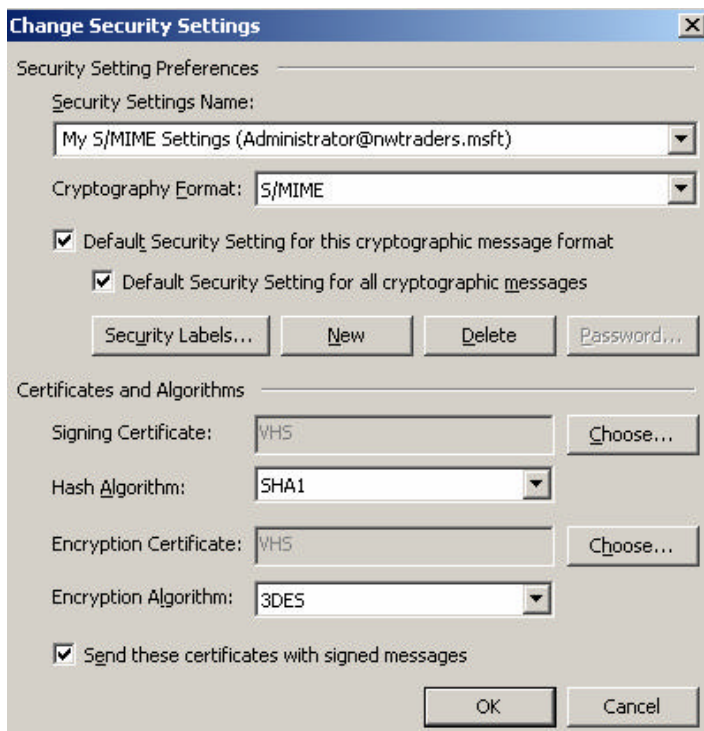 Change Security Settings
Security Setting Preferences
Security Settings Name:
My S/MIME Settings (Administrator@nwtraders.msft)
Cryptography Format: S/MIME
Default Security Setting for this cryptographic message format
Default Security Setting for all cryptographic messages
Security Labels... New Delete Password...
Certificates and Algorithms
Signing Certificate: VHS Choose...
Hash Algorithm: SHA1
Encryption Certificate: VHS Choose...
Encryption Algorithm: 3DES
Send these certificates with signed messages
OK Cancel